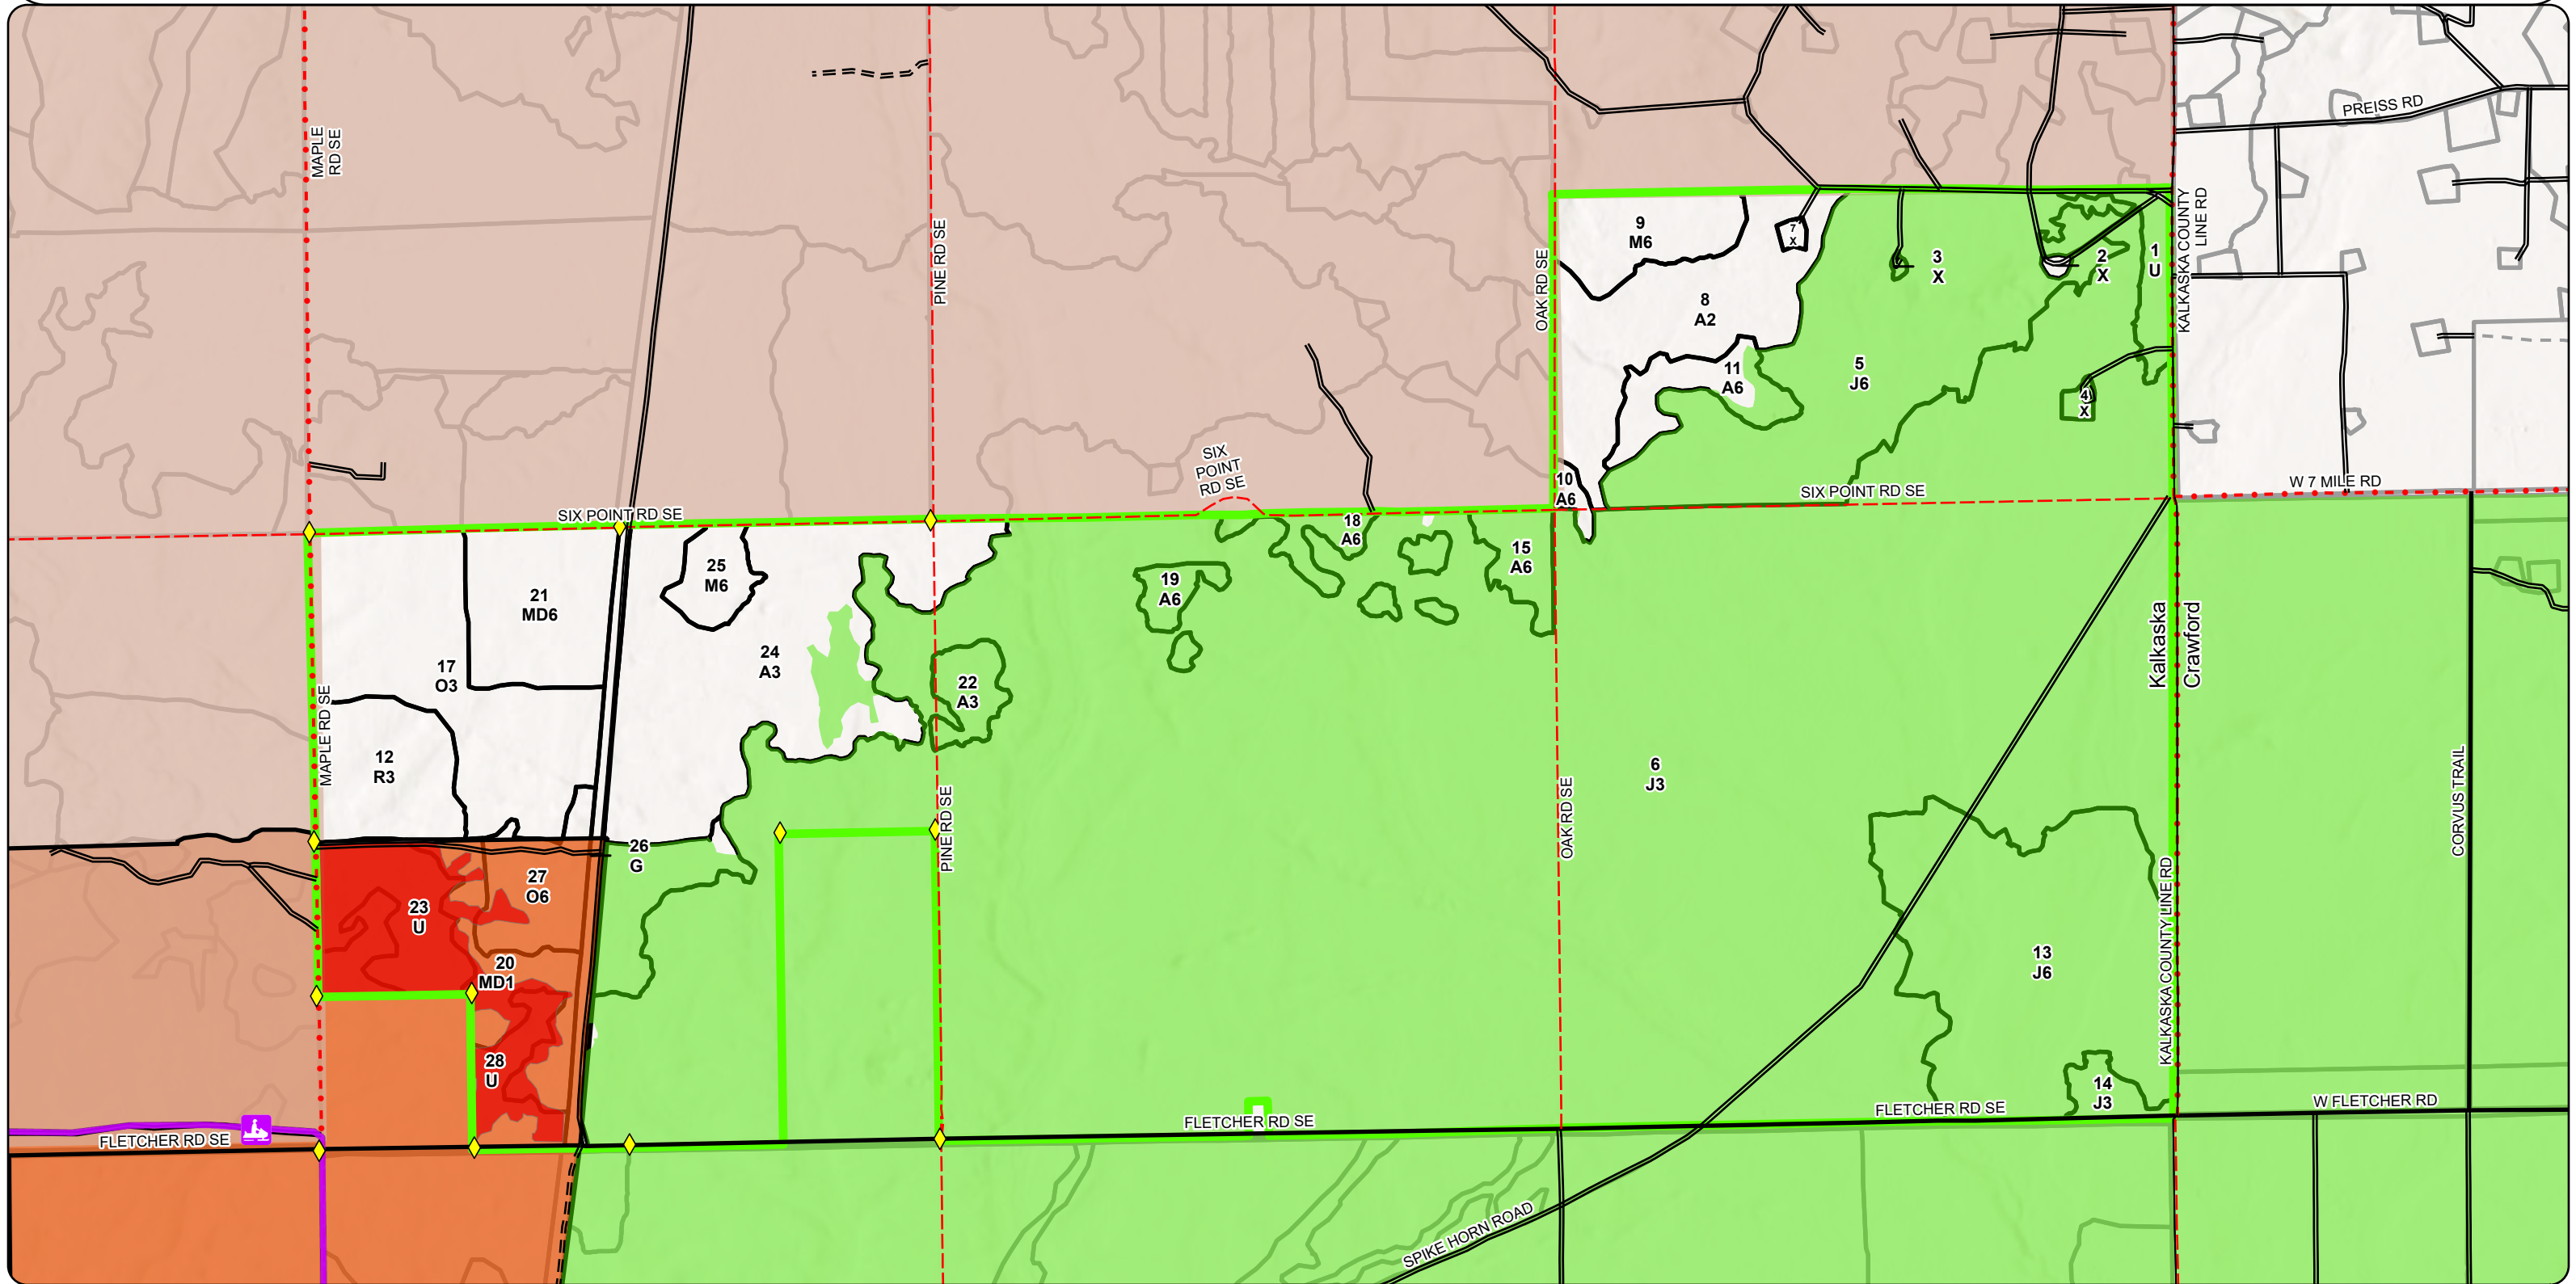 PREISS RD
MAPLE
RD SE
PINE RD SE
OAK RD SE
KALKASKA COUNTY
LINE RD
9
M6
7
X
3
X
2
X
1
U
8
A2
11
A6
5
J6
4
X
SIX
POINT
RD SE
10
A6
SIX POINT RD SE
W 7 MILE RD
SIX POINT RD SE
18
A6
15
A6
25
M6
19
A6
21
MD6
Kalkaska
Crawford
24
A3
17
O3
22
A3
MAPLE RD SE
12
R3
6
J3
PINE RD SE
OAK RD SE
CORVUS TRAIL
26
G
27
O6
23
U
KALKASKA COUNTY LINE RD
20
MD1
13
J6
28
U
14
J3
W FLETCHER RD
FLETCHER RD SE
FLETCHER RD SE
FLETCHER RD SE
SPIKE HORN ROAD